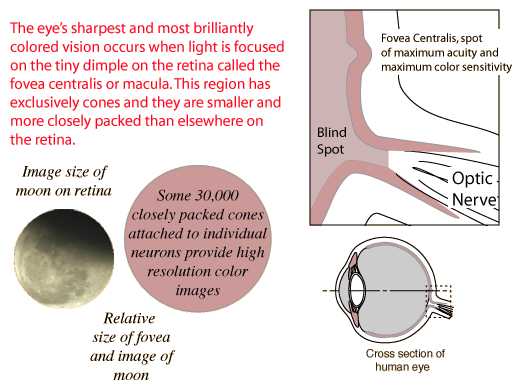 The eye's sharpest and most brilliantly
colored vision occurs when light is focused
on the tiny dimple on the retina called the
fovea centralis or macula. This region has
exclusively cones and they are smaller and
more closely packed than elsewhere on
the retina.
Image size of
moon on retina
Some 30,000
closely packed cones
attached to individual
neurons provide high
resolution color
images
Relative
size of fovea
and image of
moon
Fovea Centralis, spot
of maximum acuity and
maximum color sensitivity
Blind
Spot
Optic
Nerve
Cross section of
human eye